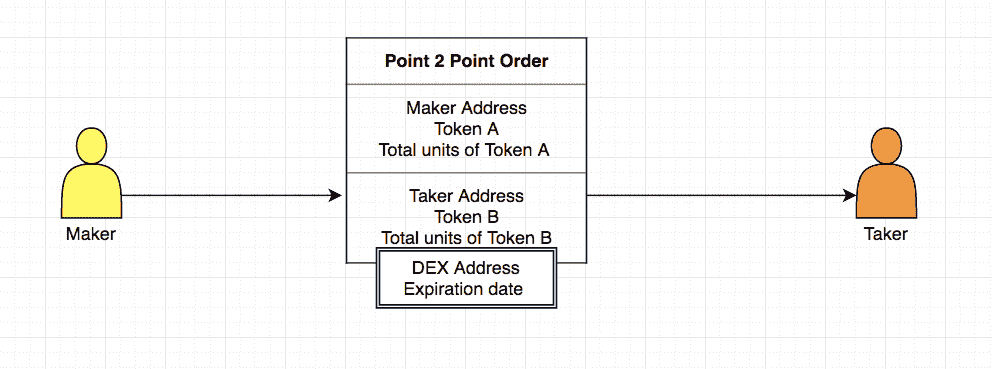 Point 2 Point Order
Maker Address
Token A
Total units of Token A
Taker Address
Token B
Total units of Token B
DEX Address
Expiration date
Maker
Taker